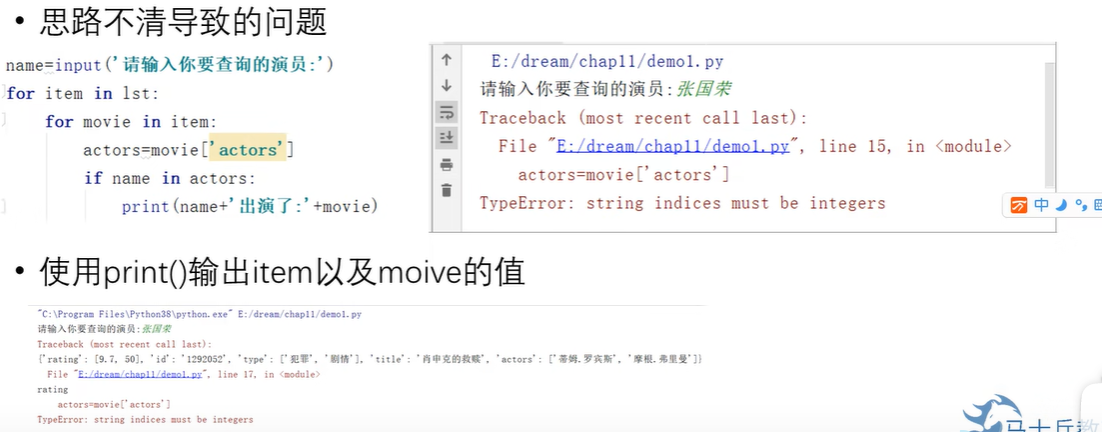 • 思路不清导致的问题
name=input('请输入你要查询的演员:')
for item in lst:
for movie in item:
actors=movie['actors']
if name in actors:
print(name+'出演了:'+movie)
E:/dream/chap11/demo1.py
请输入你要查询的演员:张国荣
Traceback (most recent call last):
File "E:/dream/chap11/demo1.py", line 15, in <module>
actors=movie['actors']
TypeError: string indices must be integers
中
• 使用print()输出item以及moive的值
"C:\Program Files\Python38\python.exe" E:/dream/chap11/demo1.py
请输入你要查询的演员:张国荣
Traceback (most recent call last):
{'rating': [9.7, 50], 'id': '1292052', 'type': ['犯罪', '剧情'], 'title': '肖申克的救赎', 'actors': ['蒂姆.罗宾斯', '摩根.弗里曼']}
File "E:/dream/chap11/demo1.py", line 17, in <module>
rating
actors=movie['actors']
TypeError: string indices must be integers
马士兵教